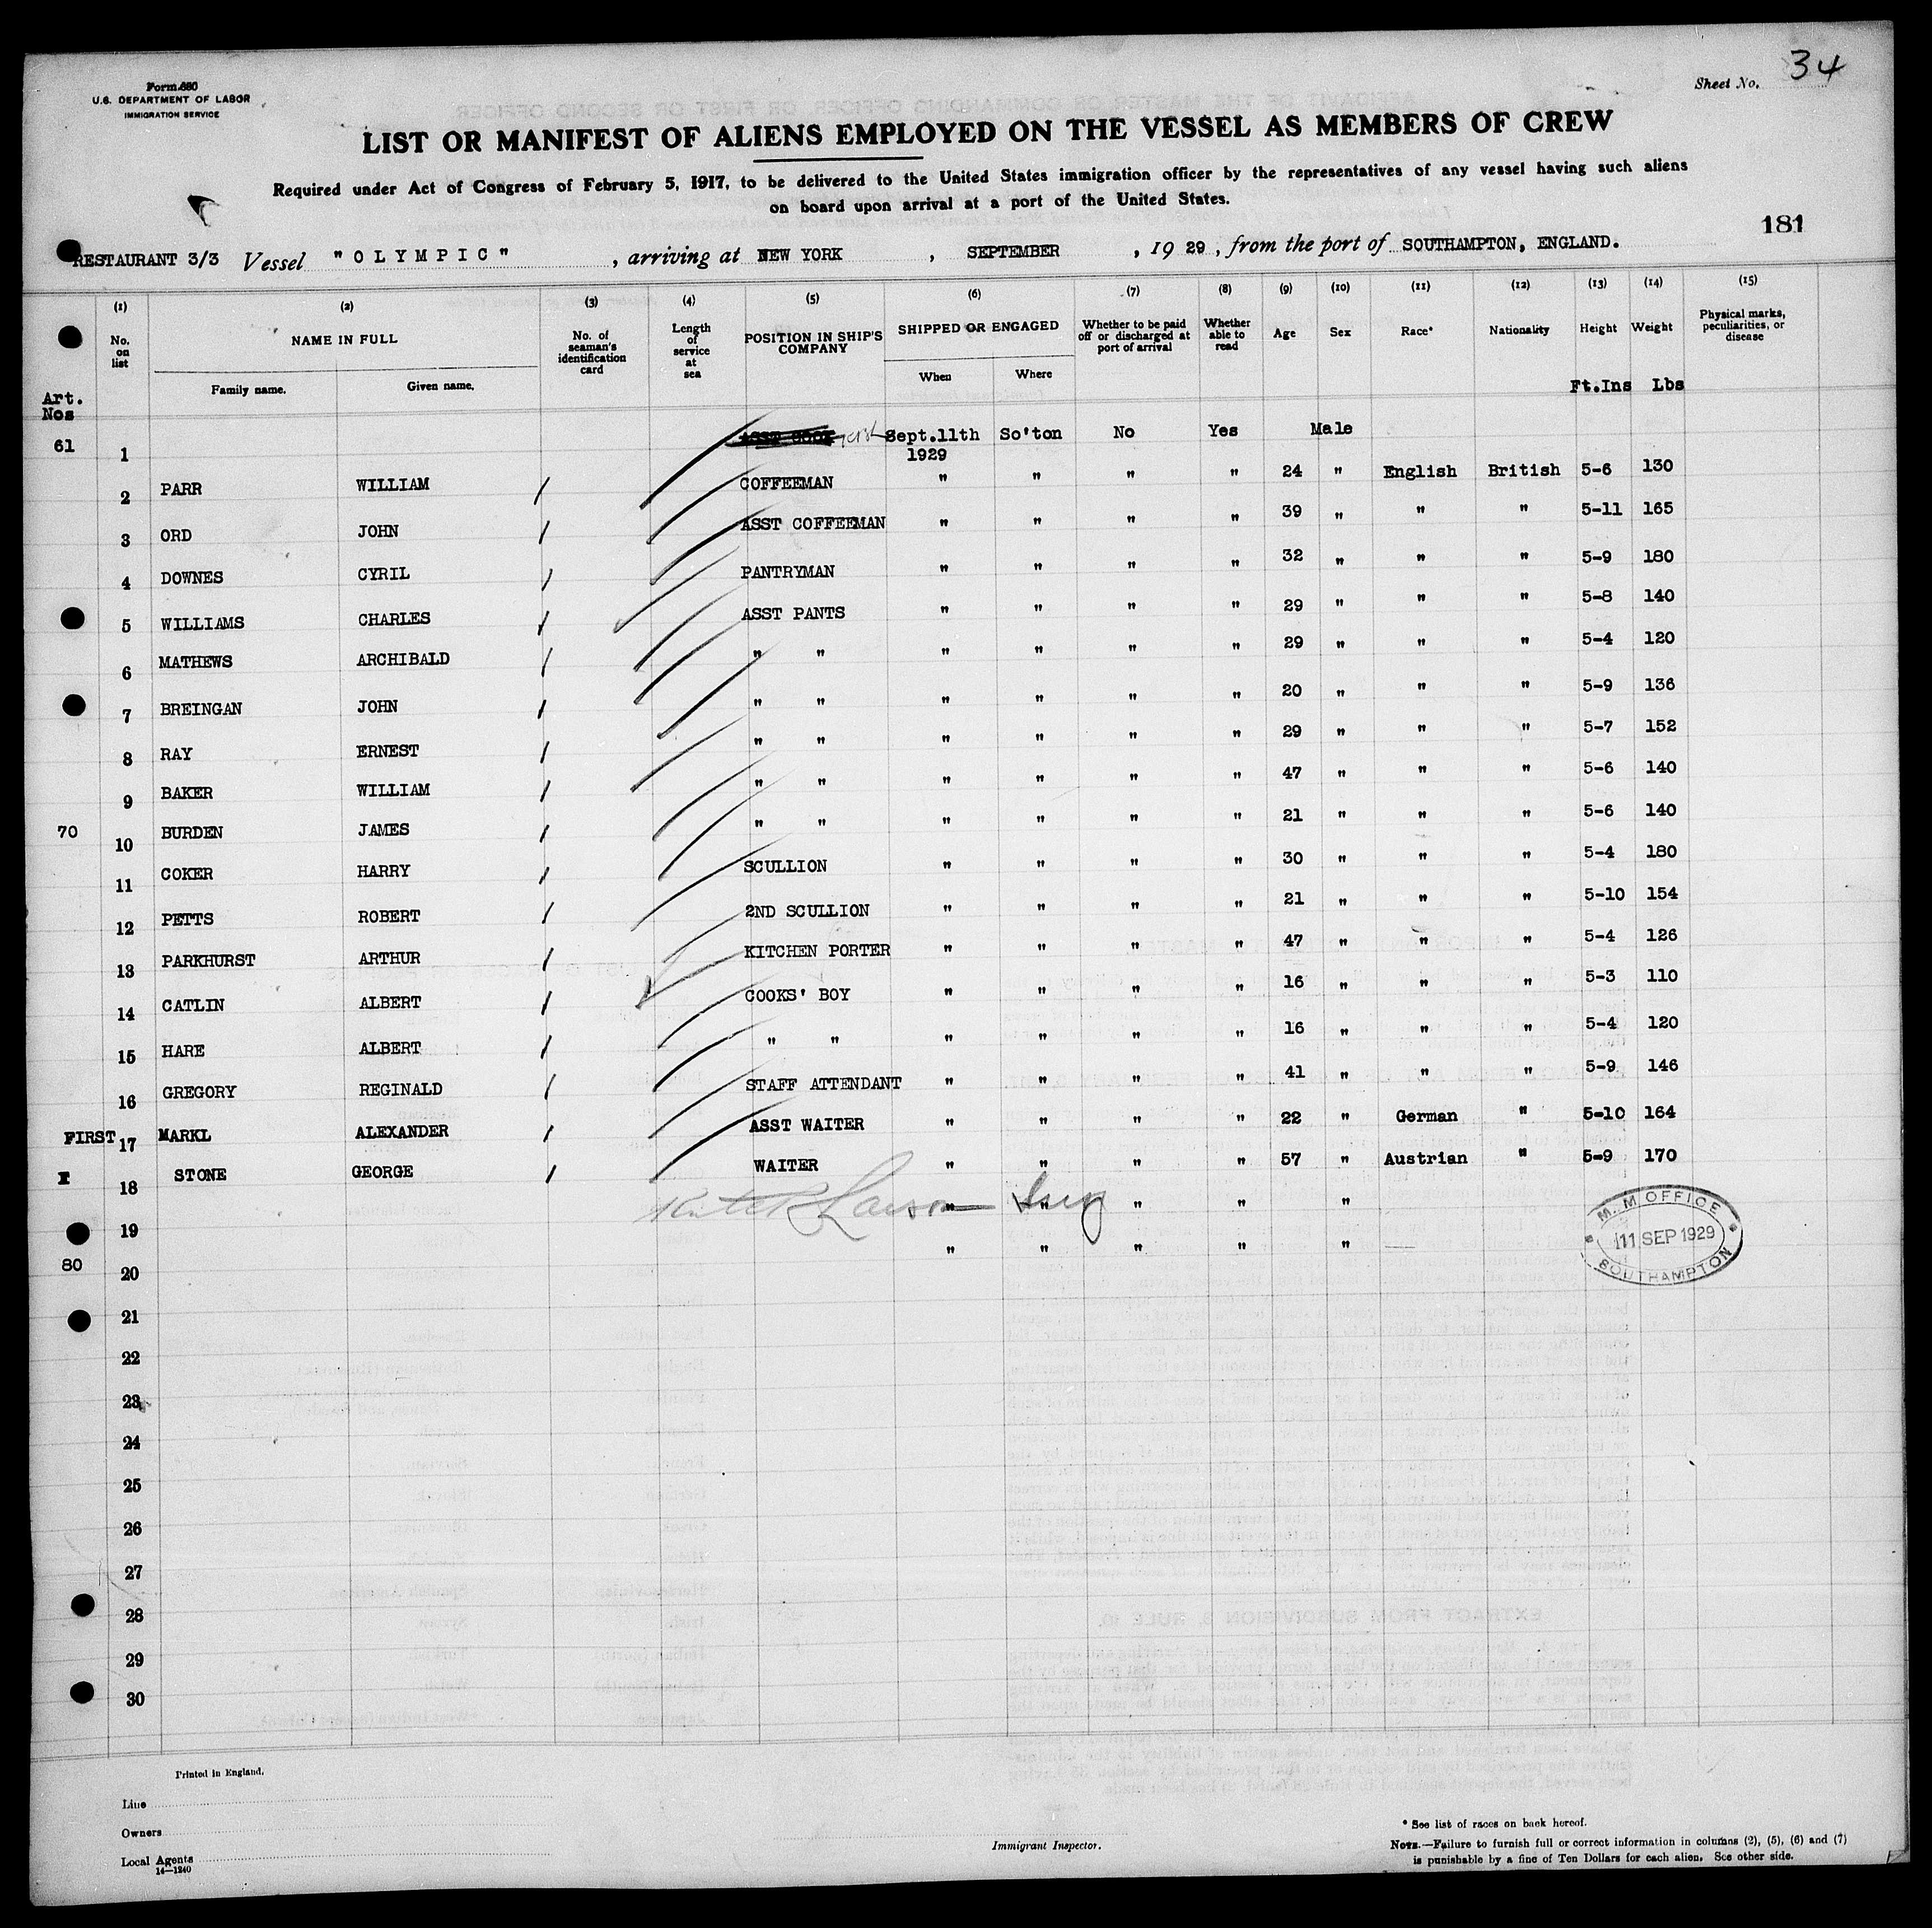 Form 680
U.S. DEPARTMENT OF LABOR
IMMIGRATION SERVICE
Sheet No. 34
LIST OR MANIFEST OF ALIENS EMPLOYED ON THE VESSEL AS MEMBERS OF CREW
Required under Act of Congress of February 5, 1917, to be delivered to the United States immigration officer by the representatives of any vessel having such aliens
on board upon arrival at a port of the United States.
181
RESTAURANT 3/3 Vessel "OLYMPIC", arriving at NEW YORK, SEPTEMBER, 19 29, from the port of SOUTHAMPTON, ENGLAND.
(1) (2) (3) (4) (5) (6) (7) (8) (9) (10) (11) (12) (13) (14) (15)
No. on list NAME IN FULL No. of seaman's identification card Length of service at sea POSITION IN SHIP'S COMPANY SHIPPED OR ENGAGED Whether to be paid off or discharged at port of arrival Whether able to read Age Sex Race* Nationality Height Weight Physical marks, peculiarities, or disease
Family name. Given name. When Where
Art. Nos Ft.Ins Lbs
61 1 ASST COOK Sept.11th 1929 So'ton No Yes Male
2 PARR WILLIAM / COFFEEMAN " " " " 24 " English British 5-6 130
3 ORD JOHN / ASST COFFEEMAN " " " " 39 " " " 5-11 165
4 DOWNES CYRIL / PANTRYMAN " " " " 32 " " " 5-9 180
5 WILLIAMS CHARLES / ASST PANTS " " " " 29 " " " 5-8 140
6 MATHEWS ARCHIBALD / " " " " " " 29 " " " 5-4 120
7 BREINGAN JOHN / " " " " " " 20 " " " 5-9 136
8 RAY ERNEST / " " " " " " 29 " " " 5-7 152
9 BAKER WILLIAM / " " " " " " 47 " " " 5-6 140
70 10 BURDEN JAMES / " " " " " " 21 " " " 5-6 140
11 COKER HARRY / SCULLION " " " " 30 " " " 5-4 180
12 PETTS ROBERT / 2ND SCULLION " " " " 21 " " " 5-10 154
13 PARKHURST ARTHUR / KITCHEN PORTER " " " " 47 " " " 5-4 126
14 CATLIN ALBERT / COOKS' BOY " " " " 16 " " " 5-3 110
15 HARE ALBERT / " " " " " " 16 " " " 5-4 120
16 GREGORY REGINALD / STAFF ATTENDANT " " " " 41 " " " 5-9 146
FIRST 17 MARKL ALEXANDER / ASST WAITER " " " " 22 " German " 5-10 164
I 18 STONE GEORGE / WAITER " " " " 57 " Austrian " 5-9 170
19 " " " " "
80 20 " " " " "
M. M OFFICE
11 SEP 1929
SOUTHAMPTON
21
22
23
24
25
26
27
28
29
30
Printed in England.
Line
Owners
Local Agents
14-1240
Immigrant Inspector.
* See list of races on back hereof.
NOTE.—Failure to furnish full or correct information in columns (2), (5), (6) and (7)
is punishable by a fine of Ten Dollars for each alien. See other side.